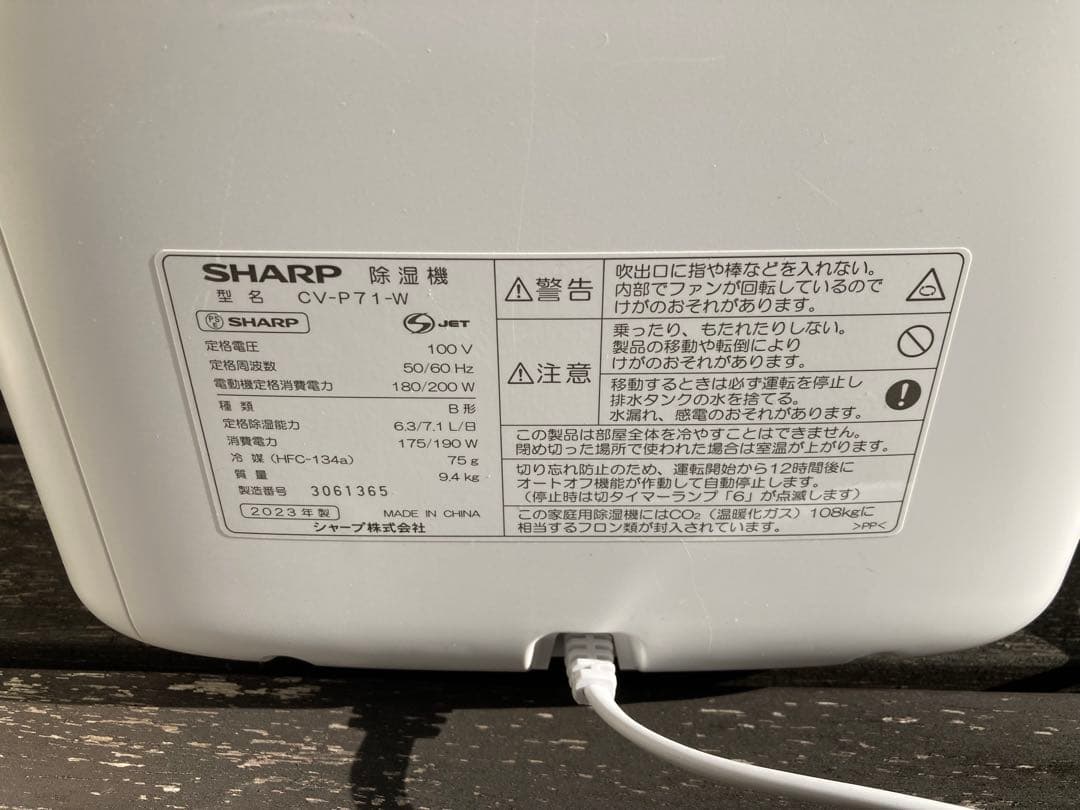 SHARP 除湿機
型名 CV-P71-W
PS E SHARP
S JET
定格電圧 100 V
定格周波数 50/60 Hz
電動機定格消費電力 180/200 W
種類 B形
定格除湿能力 6.3/7.1 L/日
消費電力 175/190 W
冷媒(HFC-134a) 75 g
質量 9.4 kg
製造番号 3061365
2023年製 MADE IN CHINA
シャープ株式会社
警告
吹出口に指や棒などを入れない。
内部でファンが回転しているので
けがのおそれがあります。
注意
乗ったり、もたれたりしない。
製品の移動や転倒により
けがのおそれがあります。
移動するときは必ず運転を停止し
排水タンクの水を捨てる。
水漏れ、感電のおそれがあります。
この製品は部屋全体を冷やすことはできません。
閉め切った場所で使われた場合は室温が上がります。
切り忘れ防止のため、運転開始から12時間後に
オートオフ機能が作動して自動停止します。
(停止時は切タイマーランプ「6」が点滅します)
この家庭用除湿機にはCO₂(温暖化ガス)108kgに
相当するフロン類が封入されています。 >PP<